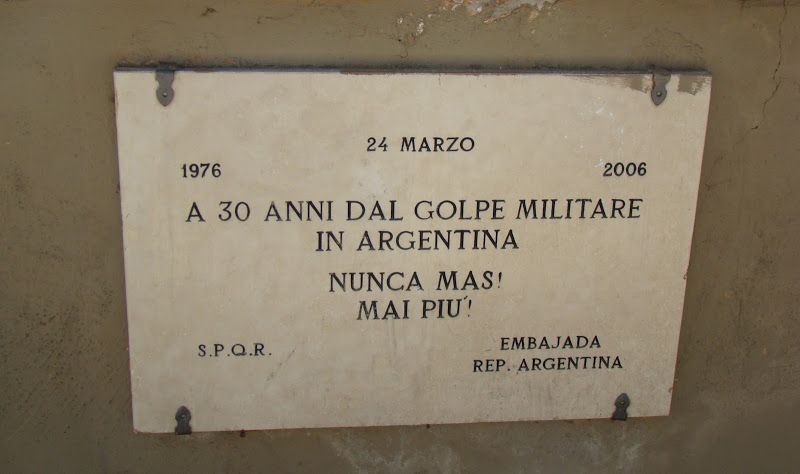 24 MARZO
1976 2006
A 30 ANNI DAL GOLPE MILITARE
IN ARGENTINA
NUNCA MAS!
MAI PIU'!
S.P.Q.R.
EMBAJADA
REP. ARGENTINA